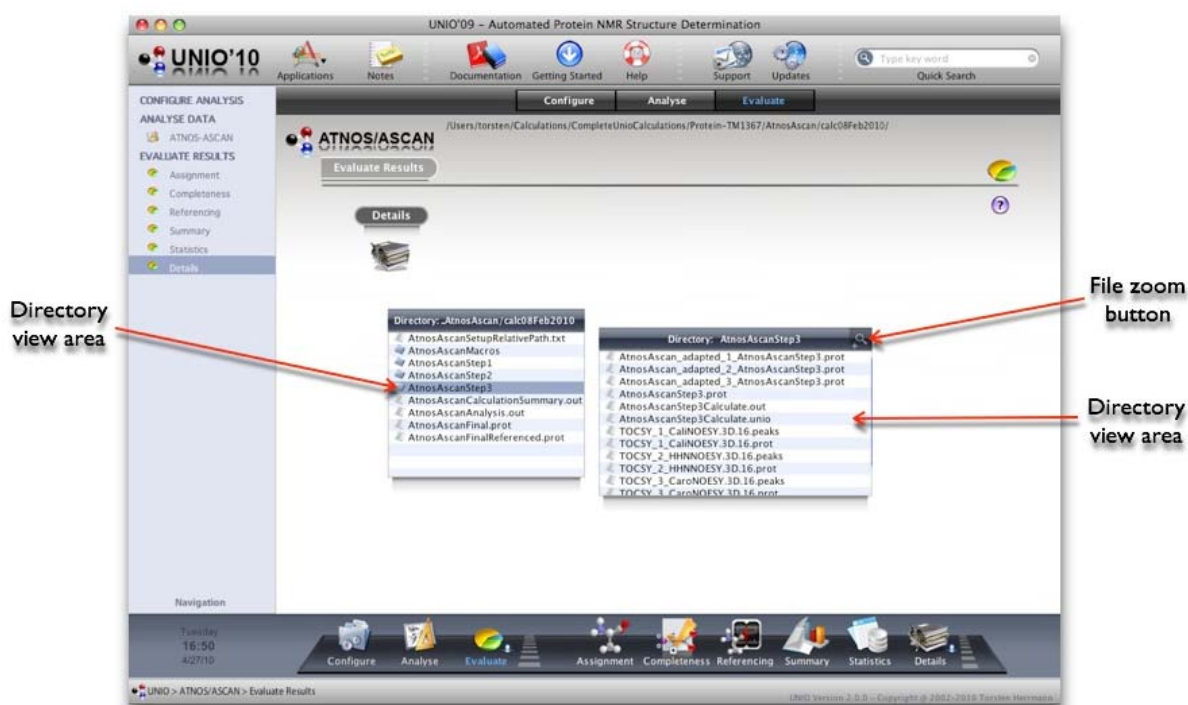 UNIO'09 – Automated Protein NMR Structure Determination
UNIO'10
Applications
Notes
Documentation
Getting Started
Help
Support
Updates
Type key word
Quick Search
CONFIGURE ANALYSIS
ANALYSE DATA
ATNOS-ASCAN
EVALUATE RESULTS
Assignment
Completeness
Referencing
Summary
Statistics
Details
Navigation
Configure
Analyse
Evaluate
ATNOS/ASCAN
/Users/torsten/Calculations/CompleteUnioCalculations/Protein-TM1367/AtnosAscan/calc08Feb2010/
Evaluate Results
?
Details
Directory view area
File zoom button
Directory view area
Directory: ..AtnosAscan/calc08Feb2010
AtnosAscanSetupRelativePath.txt
AtnosAscanMacros
AtnosAscanStep1
AtnosAscanStep2
AtnosAscanStep3
AtnosAscanCalculationSummary.out
AtnosAscanAnalysis.out
AtnosAscanFinal.prot
AtnosAscanFinalReferenced.prot
Directory: AtnosAscanStep3
AtnosAscan_adapted_1_AtnosAscanStep3.prot
AtnosAscan_adapted_2_AtnosAscanStep3.prot
AtnosAscan_adapted_3_AtnosAscanStep3.prot
AtnosAscanStep3.prot
AtnosAscanStep3Calculate.out
AtnosAscanStep3Calculate.unio
TOCSY_1_CaliNOESY.3D.16.peaks
TOCSY_1_CaliNOESY.3D.16.prot
TOCSY_2_HHNNOESY.3D.16.peaks
TOCSY_2_HHNNOESY.3D.16.prot
TOCSY_3_CaroNOESY.3D.16.peaks
TOCSY_3_CaroNOESY.3D.16.prot
Tuesday
16:50
4/27/10
Configure
Analyse
Evaluate
Assignment
Completeness
Referencing
Summary
Statistics
Details
UNIO > ATNOS/ASCAN > Evaluate Results
UNIO Version 2.0.0 – Copyright @ 2002–2010 Torsten Herrmann